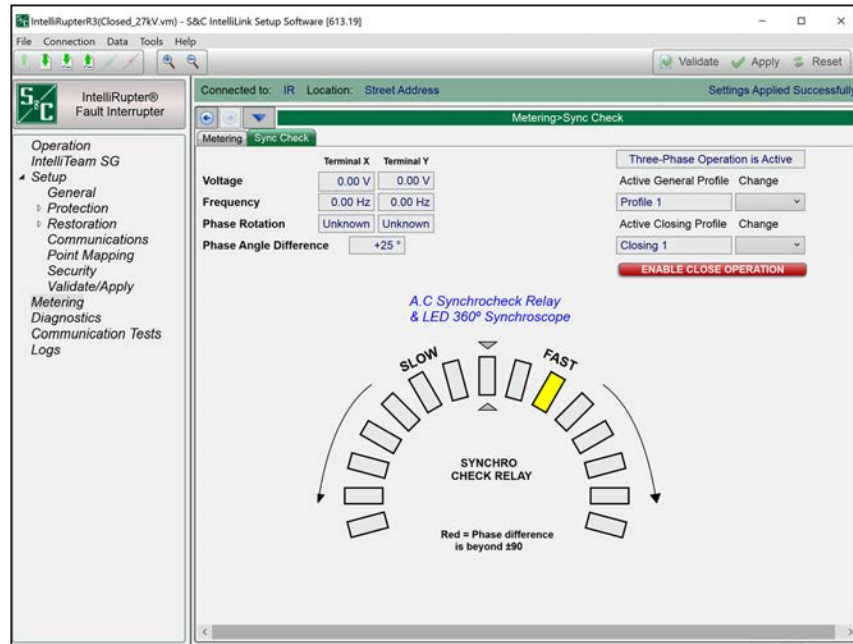 IntelliRupterR3(Closed_27kV.vm) - S&C IntelliLink Setup Software [613.19]
File Connection Data Tools Help
Validate Apply Reset
S&C
IntelliRupter®
Fault Interrupter
Connected to: IR Location: Street Address Settings Applied Successfully
Metering>Sync Check
Metering Sync Check
Operation
IntelliTeam SG
Setup
General
Protection
Restoration
Communications
Point Mapping
Security
Validate/Apply
Metering
Diagnostics
Communication Tests
Logs
Terminal X Terminal Y
Voltage 0.00 V 0.00 V
Frequency 0.00 Hz 0.00 Hz
Phase Rotation Unknown Unknown
Phase Angle Difference +25 °
Three-Phase Operation is Active
Active General Profile Change
Profile 1
Active Closing Profile Change
Closing 1
ENABLE CLOSE OPERATION
A.C Synchrocheck Relay
& LED 360º Synchroscope
SLOW FAST
SYNCHRO
CHECK RELAY
Red = Phase difference
is beyond ±90